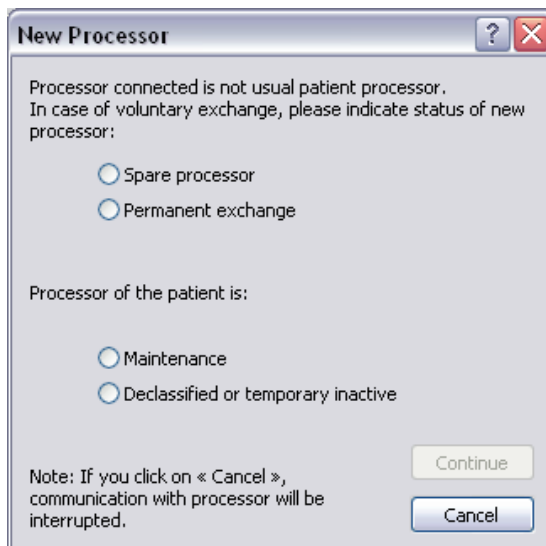 New Processor
?
Processor connected is not usual patient processor.
In case of voluntary exchange, please indicate status of new
processor:
Spare processor
Permanent exchange
Processor of the patient is:
Maintenance
Declassified or temporary inactive
Continue
Note: If you click on « Cancel »,
communication with processor will be
interrupted.
Cancel